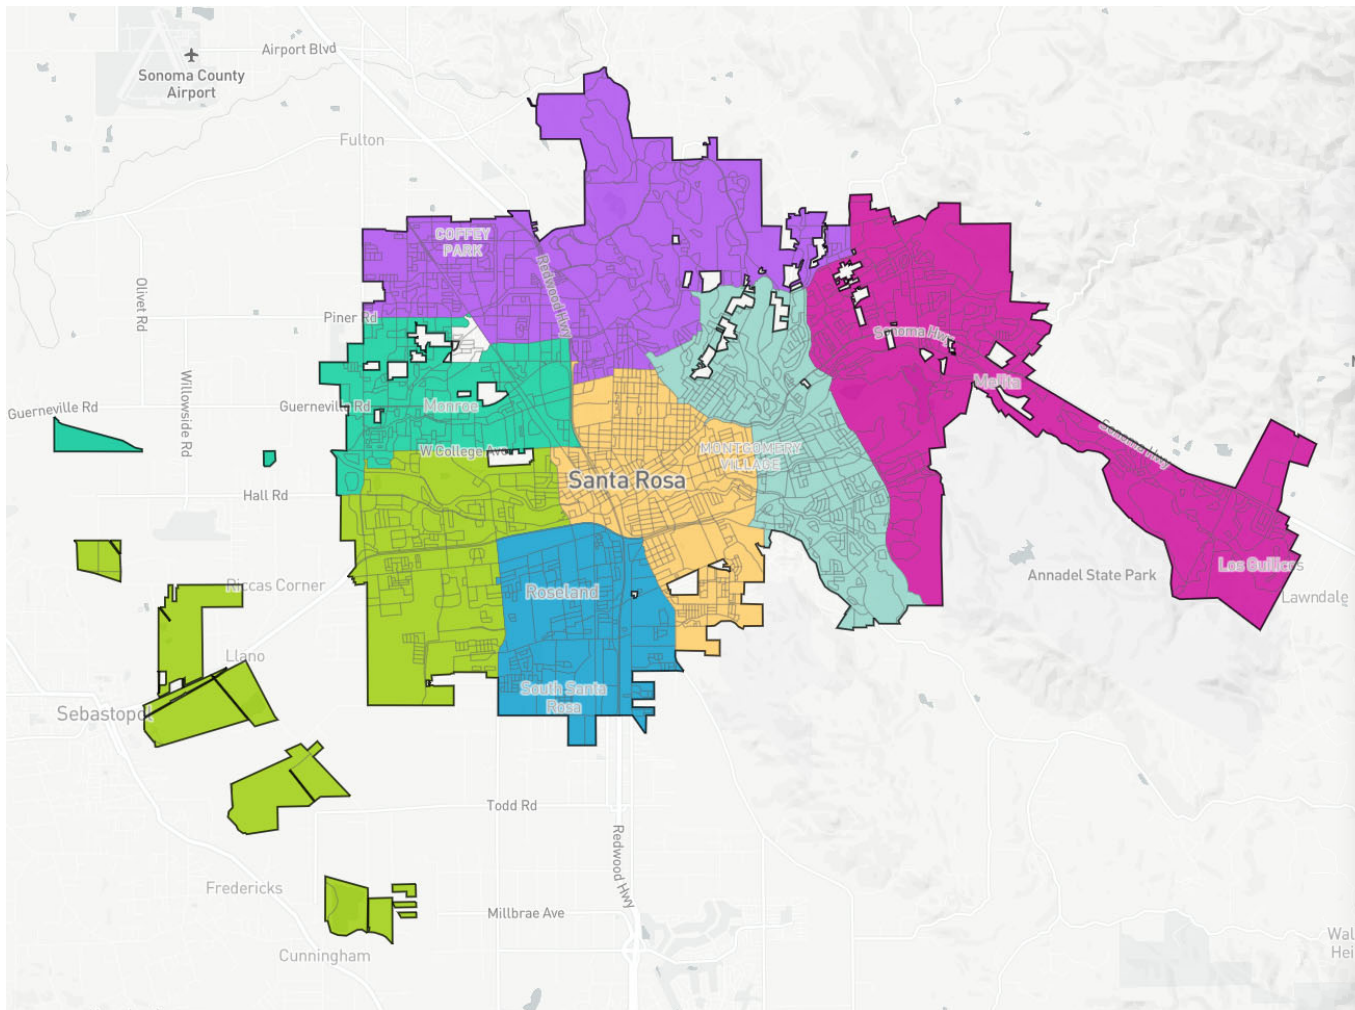 Airport Blvd
Sonoma County
Airport
Fulton
COFFEY
PARK
Redwood Hwy
Olivet Rd
Piner Rd
Sonoma Hwy
Melita
Willowside Rd
Guerneville Rd
Guerneville Rd
Monroe
W College Ave
MONTGOMERY
VILLAGE
Sonoma Hwy
Santa Rosa
Hall Rd
Annadel State Park
Los Guilicos
Lawndale
Riccas Corner
Roseland
Llano
South Santa
Rosa
Sebastopol
Todd Rd
Redwood Hwy
Fredericks
Millbrae Ave
Cunningham
Wal
Hei